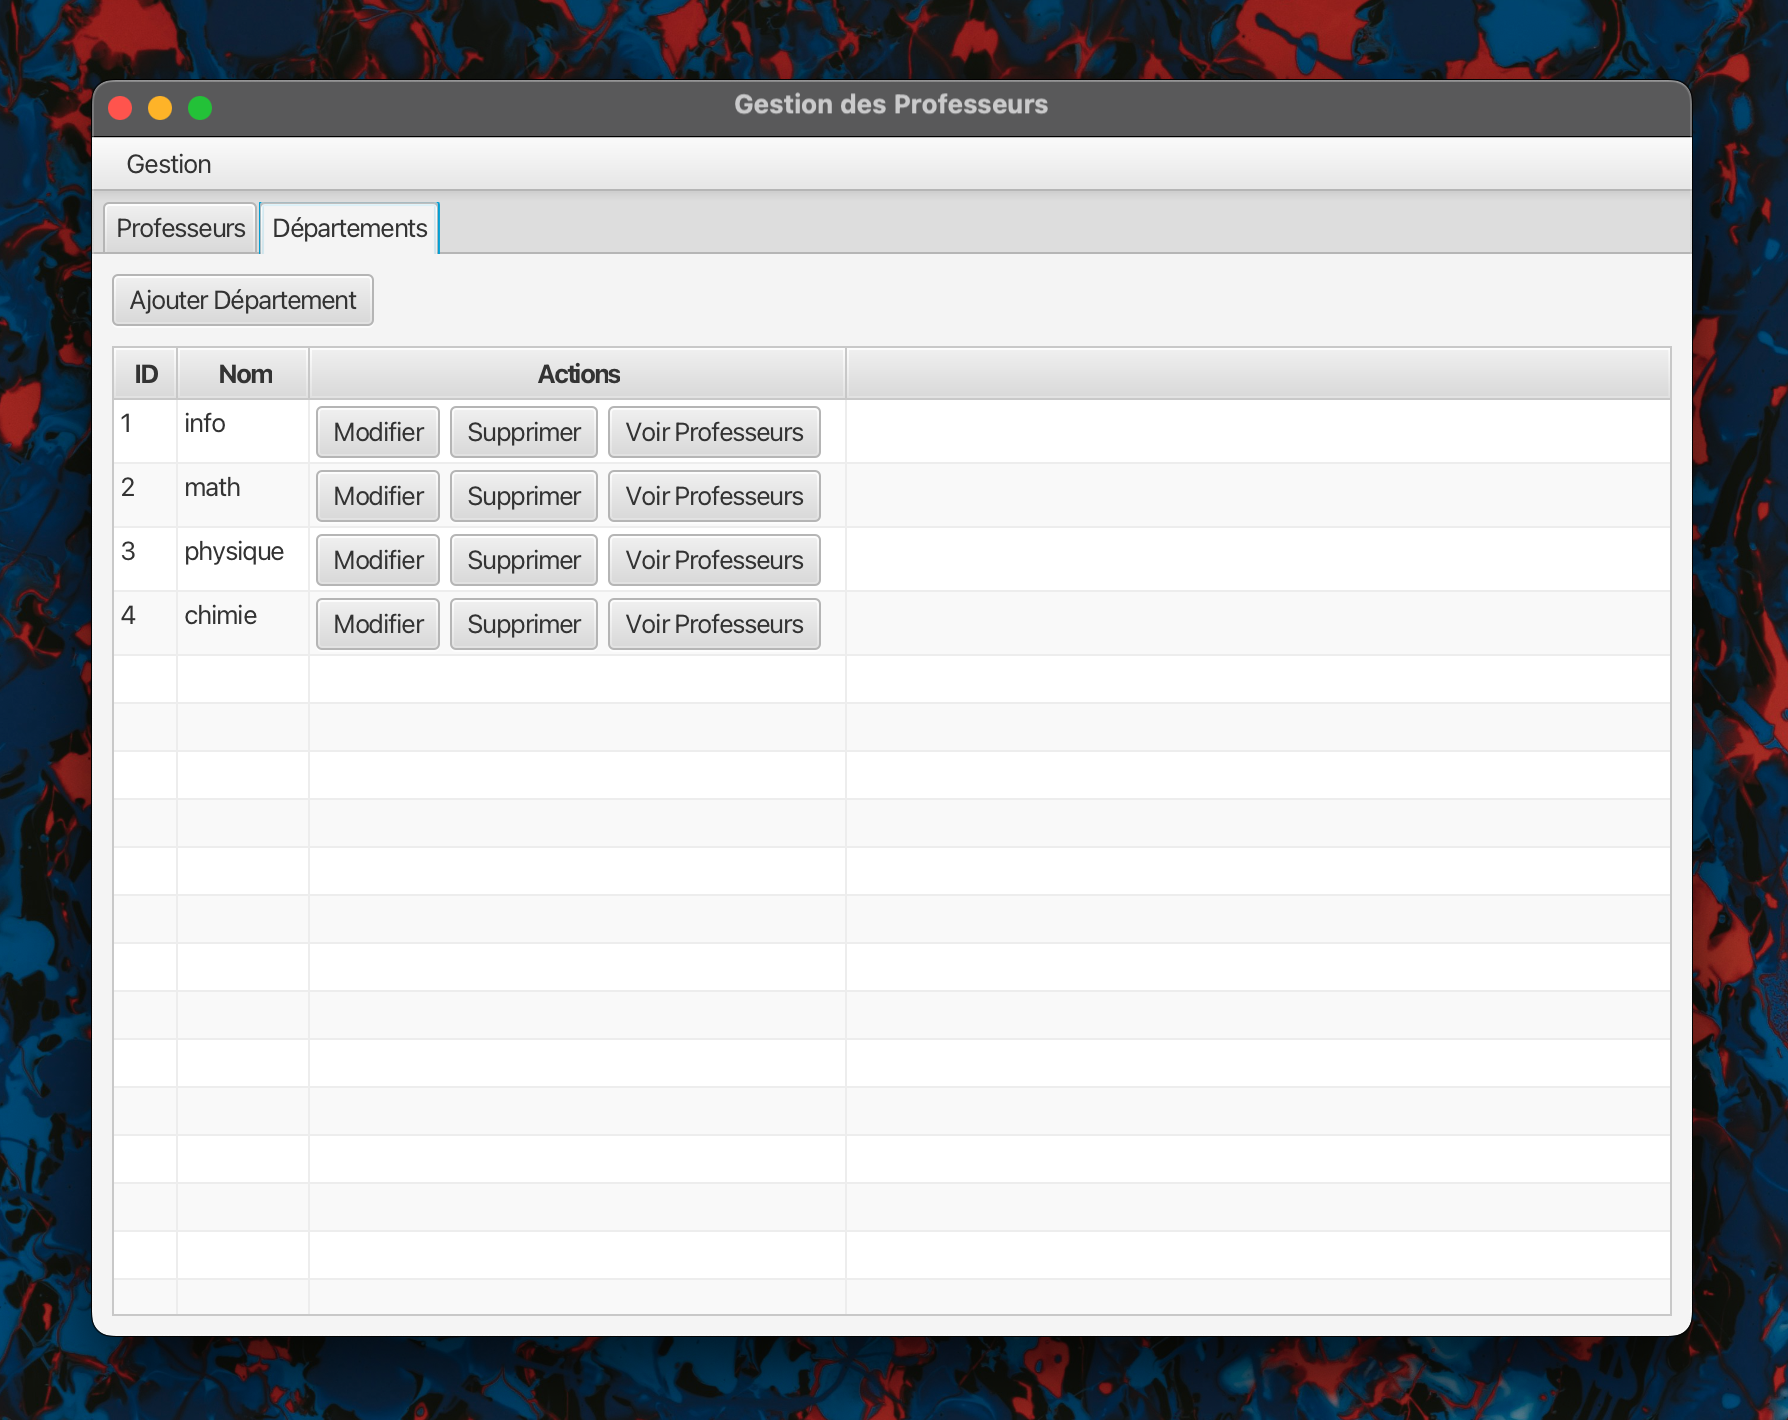 Gestion des Professeurs
Gestion
Professeurs Départements
Ajouter Département
ID Nom Actions
1 info Modifier Supprimer Voir Professeurs
2 math Modifier Supprimer Voir Professeurs
3 physique Modifier Supprimer Voir Professeurs
4 chimie Modifier Supprimer Voir Professeurs